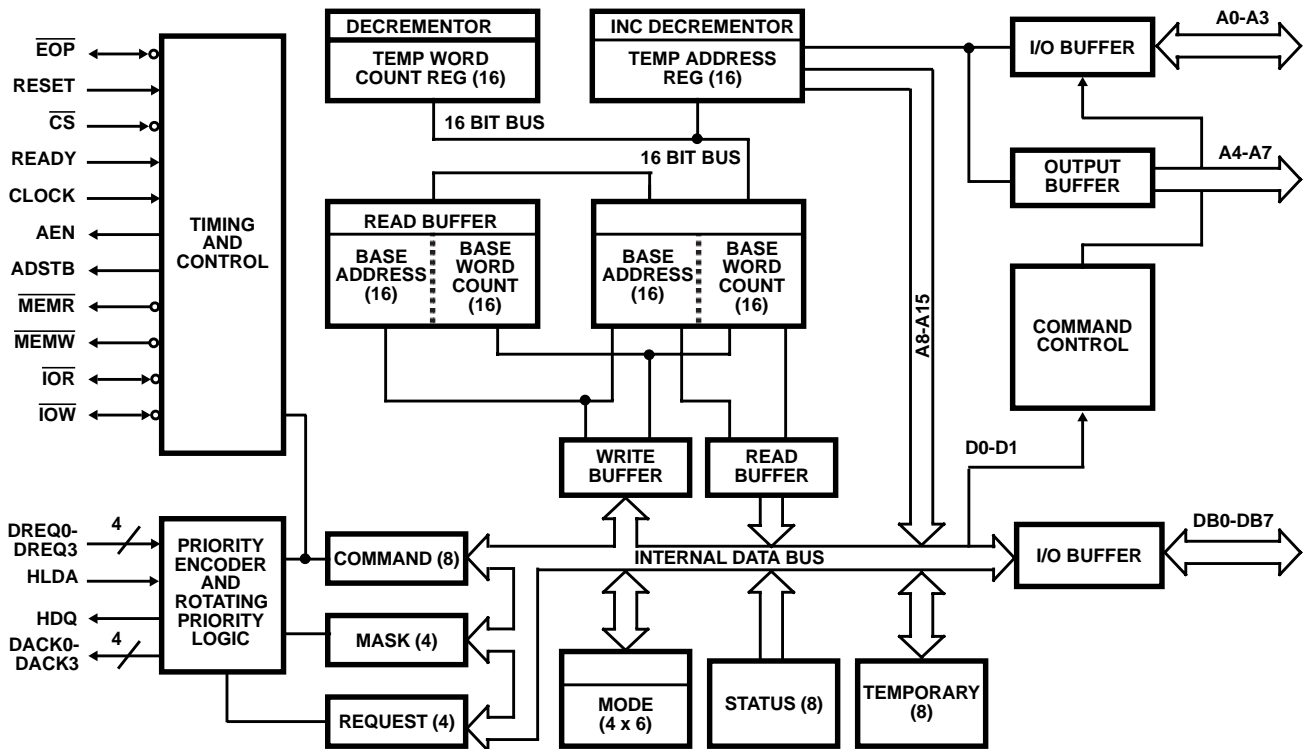 DECREMENTOR
TEMP WORD
COUNT REG (16)
INC DECREMENTOR
TEMP ADDRESS
REG (16)
I/O BUFFER
A0-A3
EOP
RESET
CS
READY
CLOCK
AEN
ADSTB
MEMR
MEMW
IOR
IOW
TIMING
AND
CONTROL
16 BIT BUS
16 BIT BUS
OUTPUT
BUFFER
A4-A7
READ BUFFER
BASE
ADDRESS
(16)
BASE
WORD
COUNT
(16)
BASE
ADDRESS
(16)
BASE
WORD
COUNT
(16)
A8-A15
COMMAND
CONTROL
WRITE
BUFFER
READ
BUFFER
D0-D1
DREQ0-
DREQ3
4
HLDA
HDQ
DACK0-
DACK3
4
PRIORITY
ENCODER
AND
ROTATING
PRIORITY
LOGIC
COMMAND (8)
MASK (4)
REQUEST (4)
INTERNAL DATA BUS
I/O BUFFER
DB0-DB7
MODE
(4 x 6)
STATUS (8)
TEMPORARY
(8)